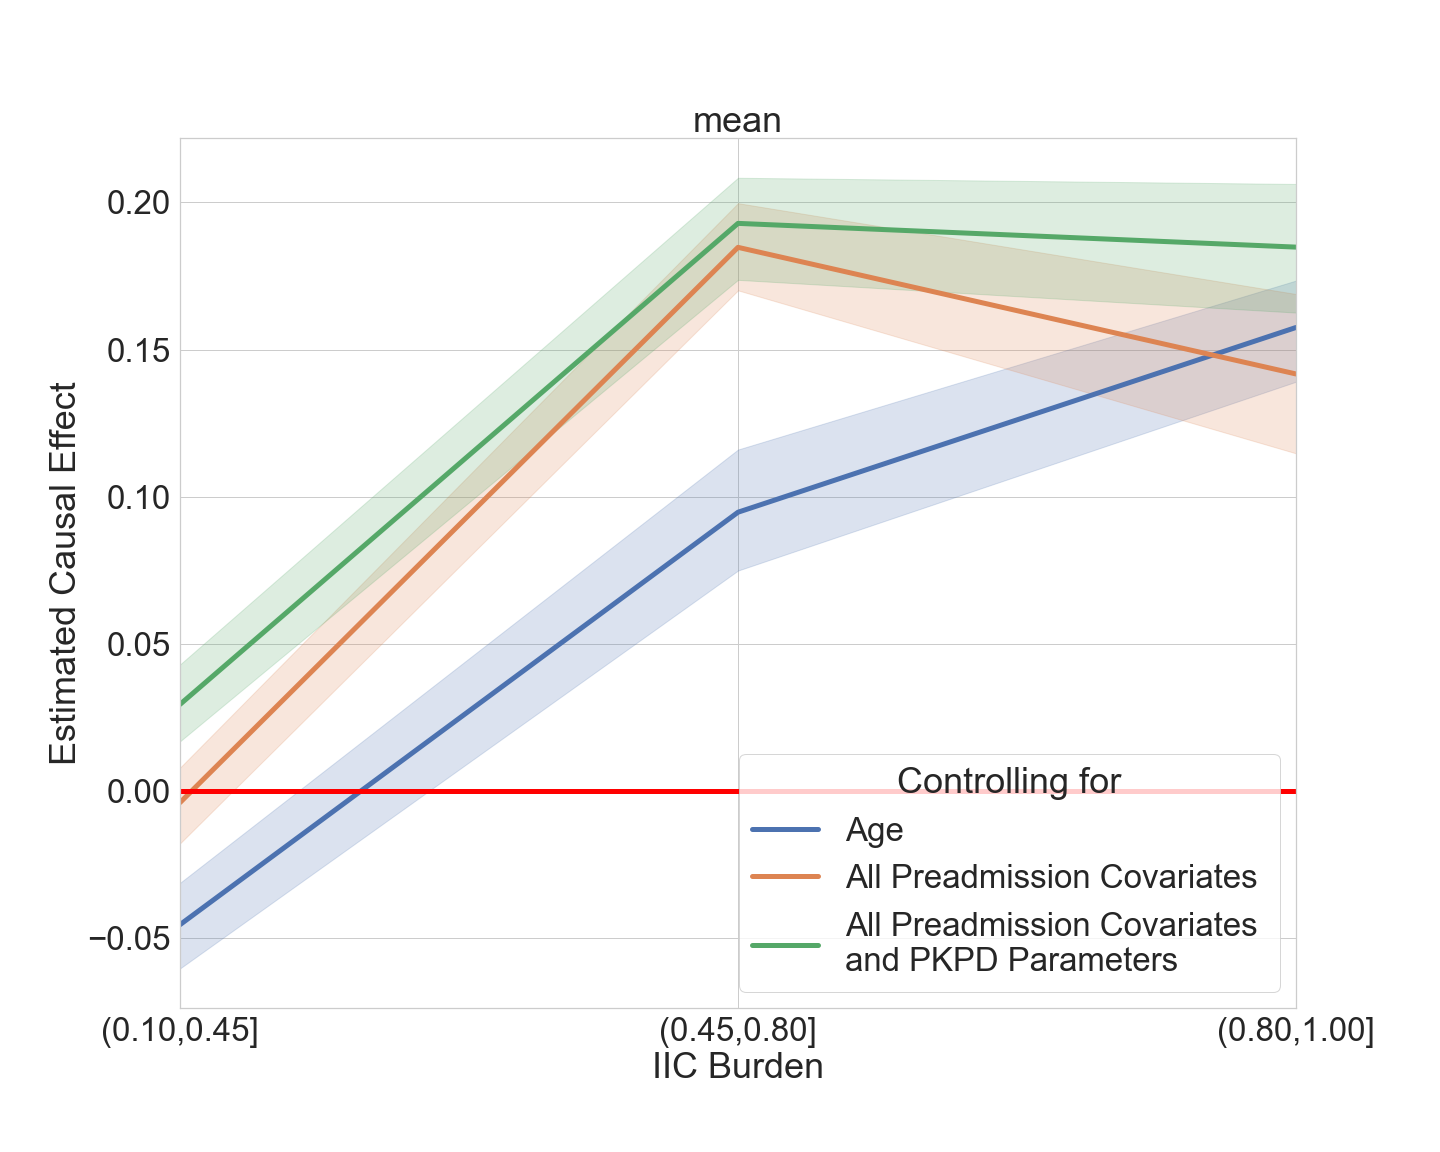 mean
Estimated Causal Effect
0.20
0.15
0.10
0.05
0.00
−0.05
(0.10,0.45]
(0.45,0.80]
(0.80,1.00]
IIC Burden
Controlling for
Age
All Preadmission Covariates
All Preadmission Covariates
and PKPD Parameters